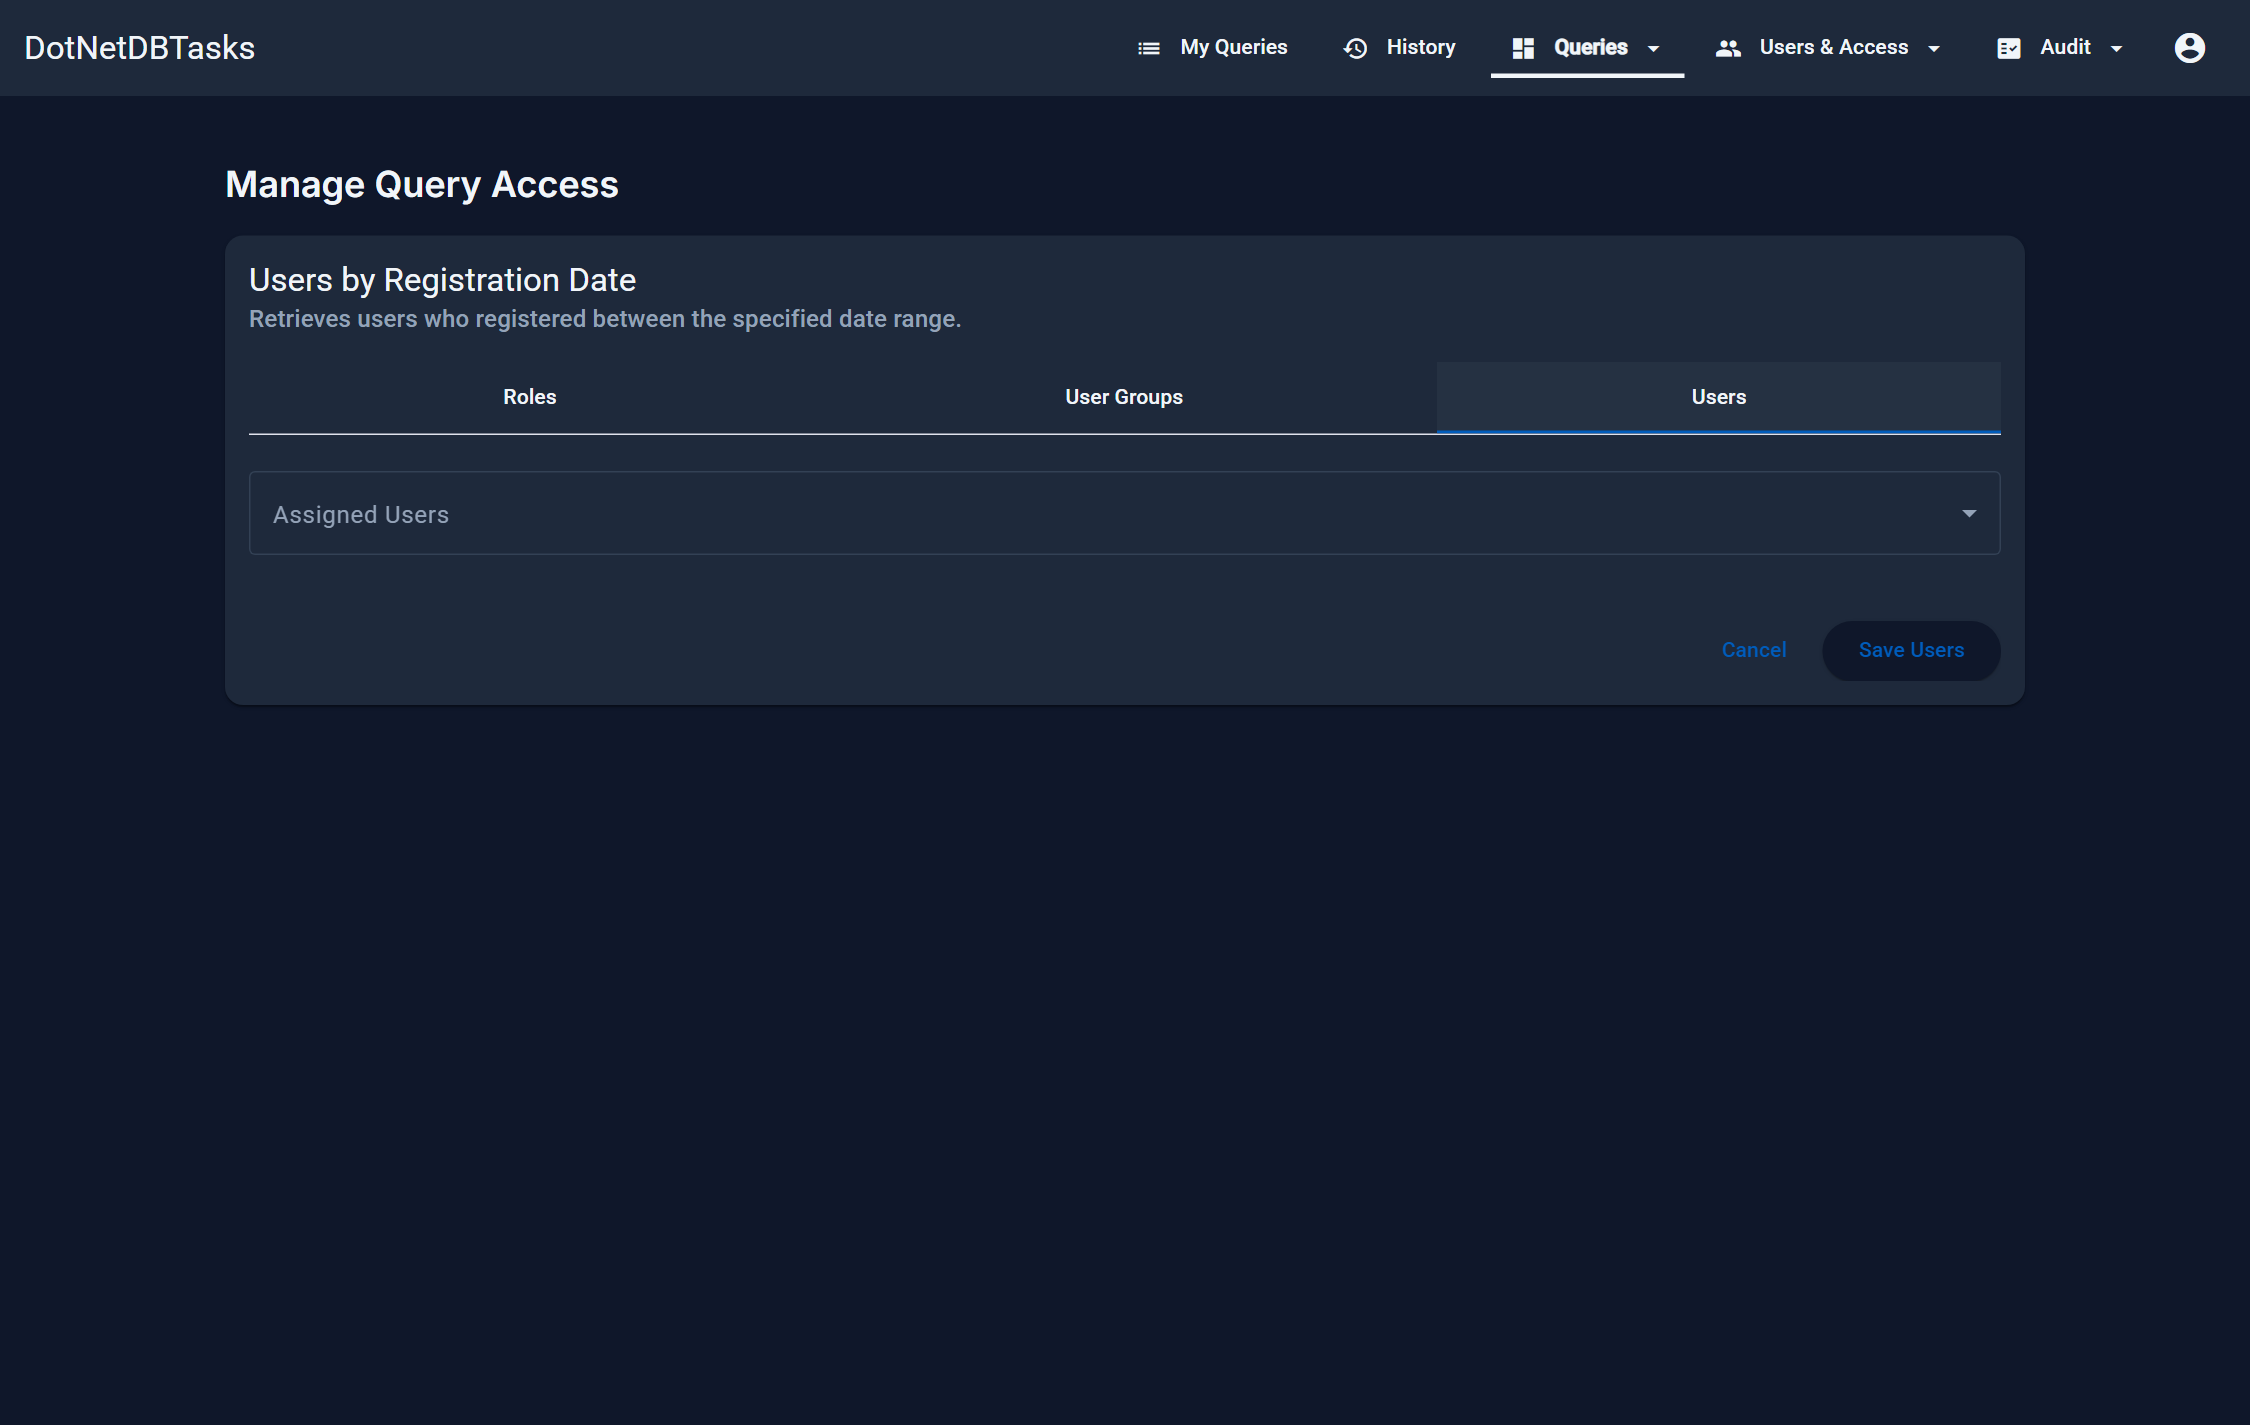 DotNetDBTasks
My Queries
History
Queries
Users & Access
Audit
Manage Query Access
Users by Registration Date
Retrieves users who registered between the specified date range.
Roles
User Groups
Users
Assigned Users
Cancel
Save Users